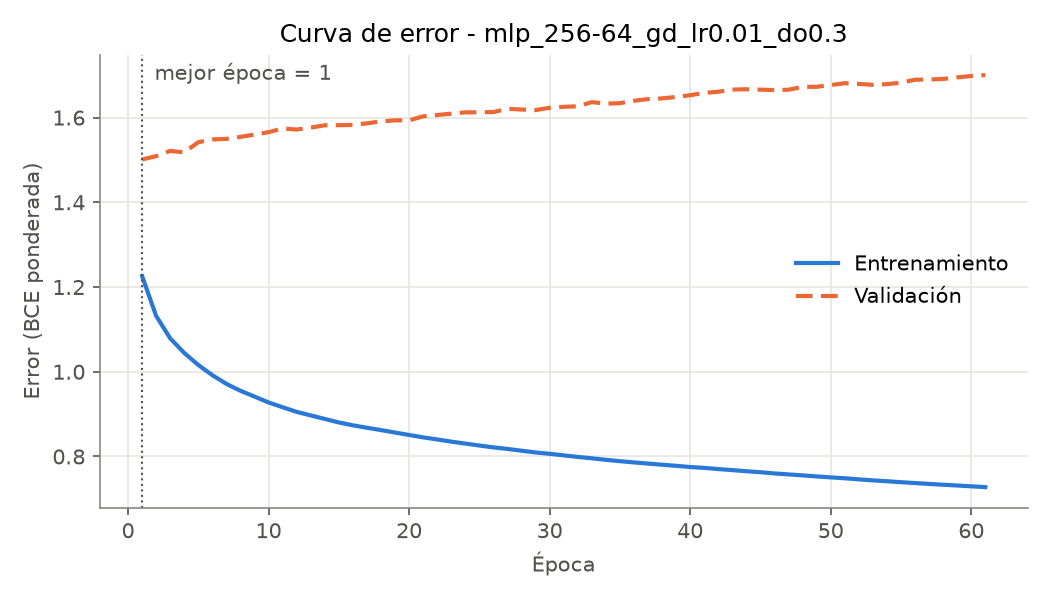 Curva de error - mlp_256-64_gd_lr0.01_do0.3
mejor época = 1
Error (BCE ponderada)
1.6
1.4
1.2
1.0
0.8
Entrenamiento
Validación
0 10 20 30 40 50 60
Época